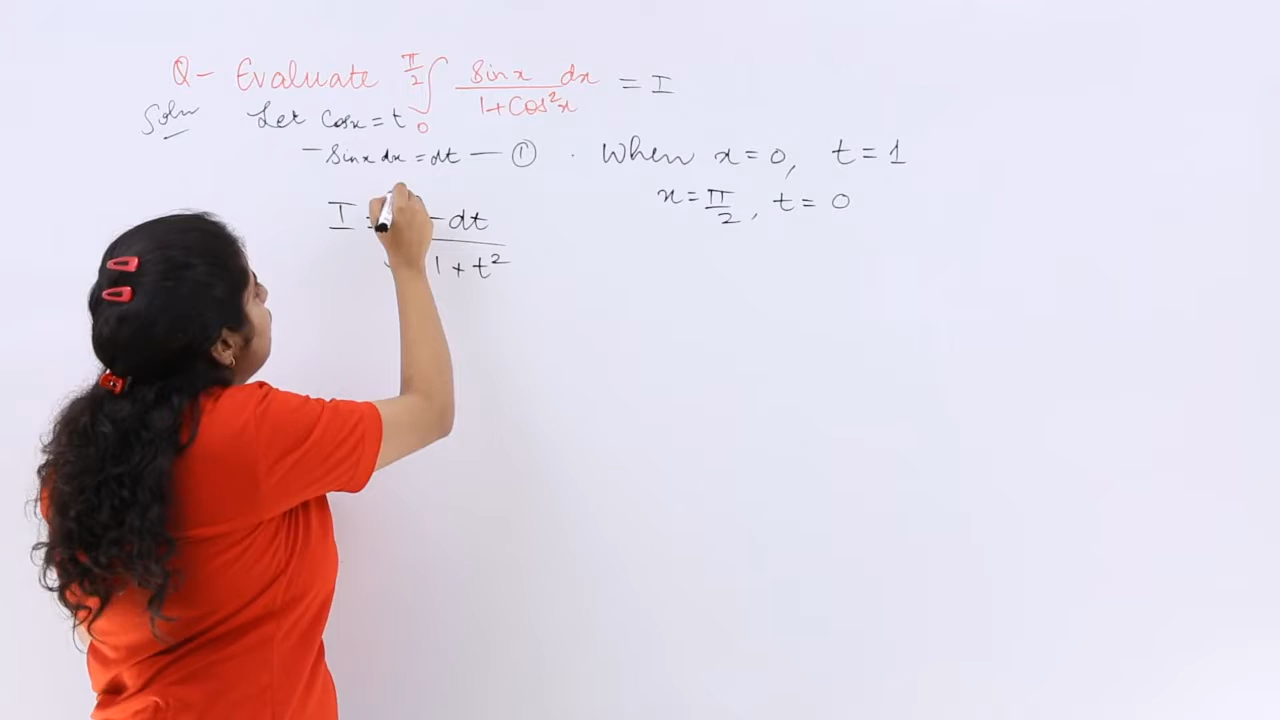 Q- Evaluate π/2 ∫ 0 Sinx dx / 1+Cos²x = I
Soln Let Cosx = t
-Sinx dx = dt — ① . When x = 0, t = 1
x = π/2, t = 0
I = -dt / 1 + t²